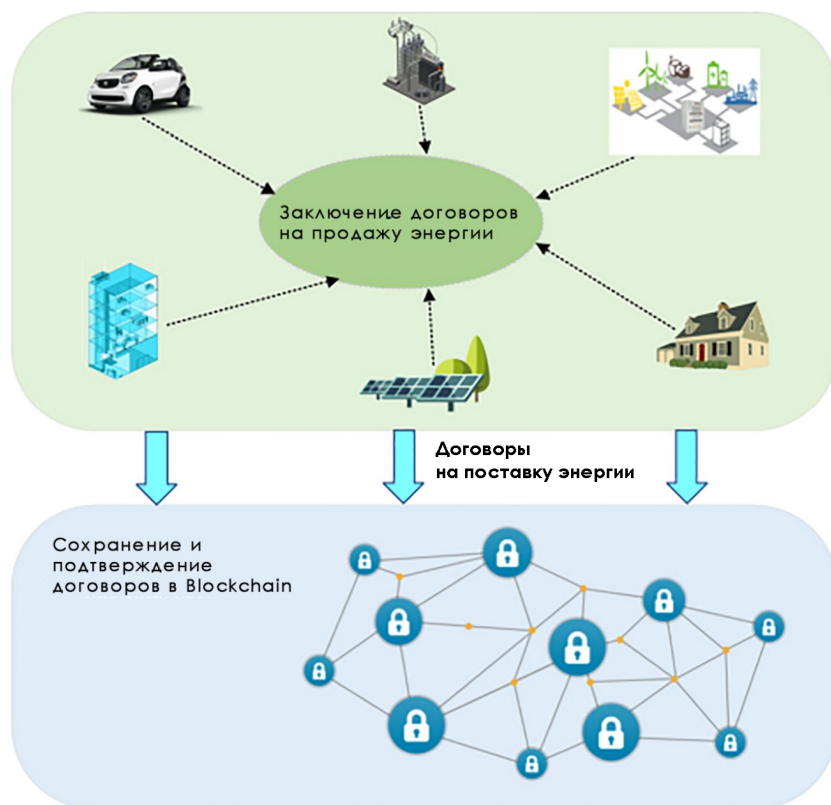 Заключение договоров
на продажу энергии
Договоры
на поставку энергии
Сохранение и
подтверждение
договоров в Blockchain